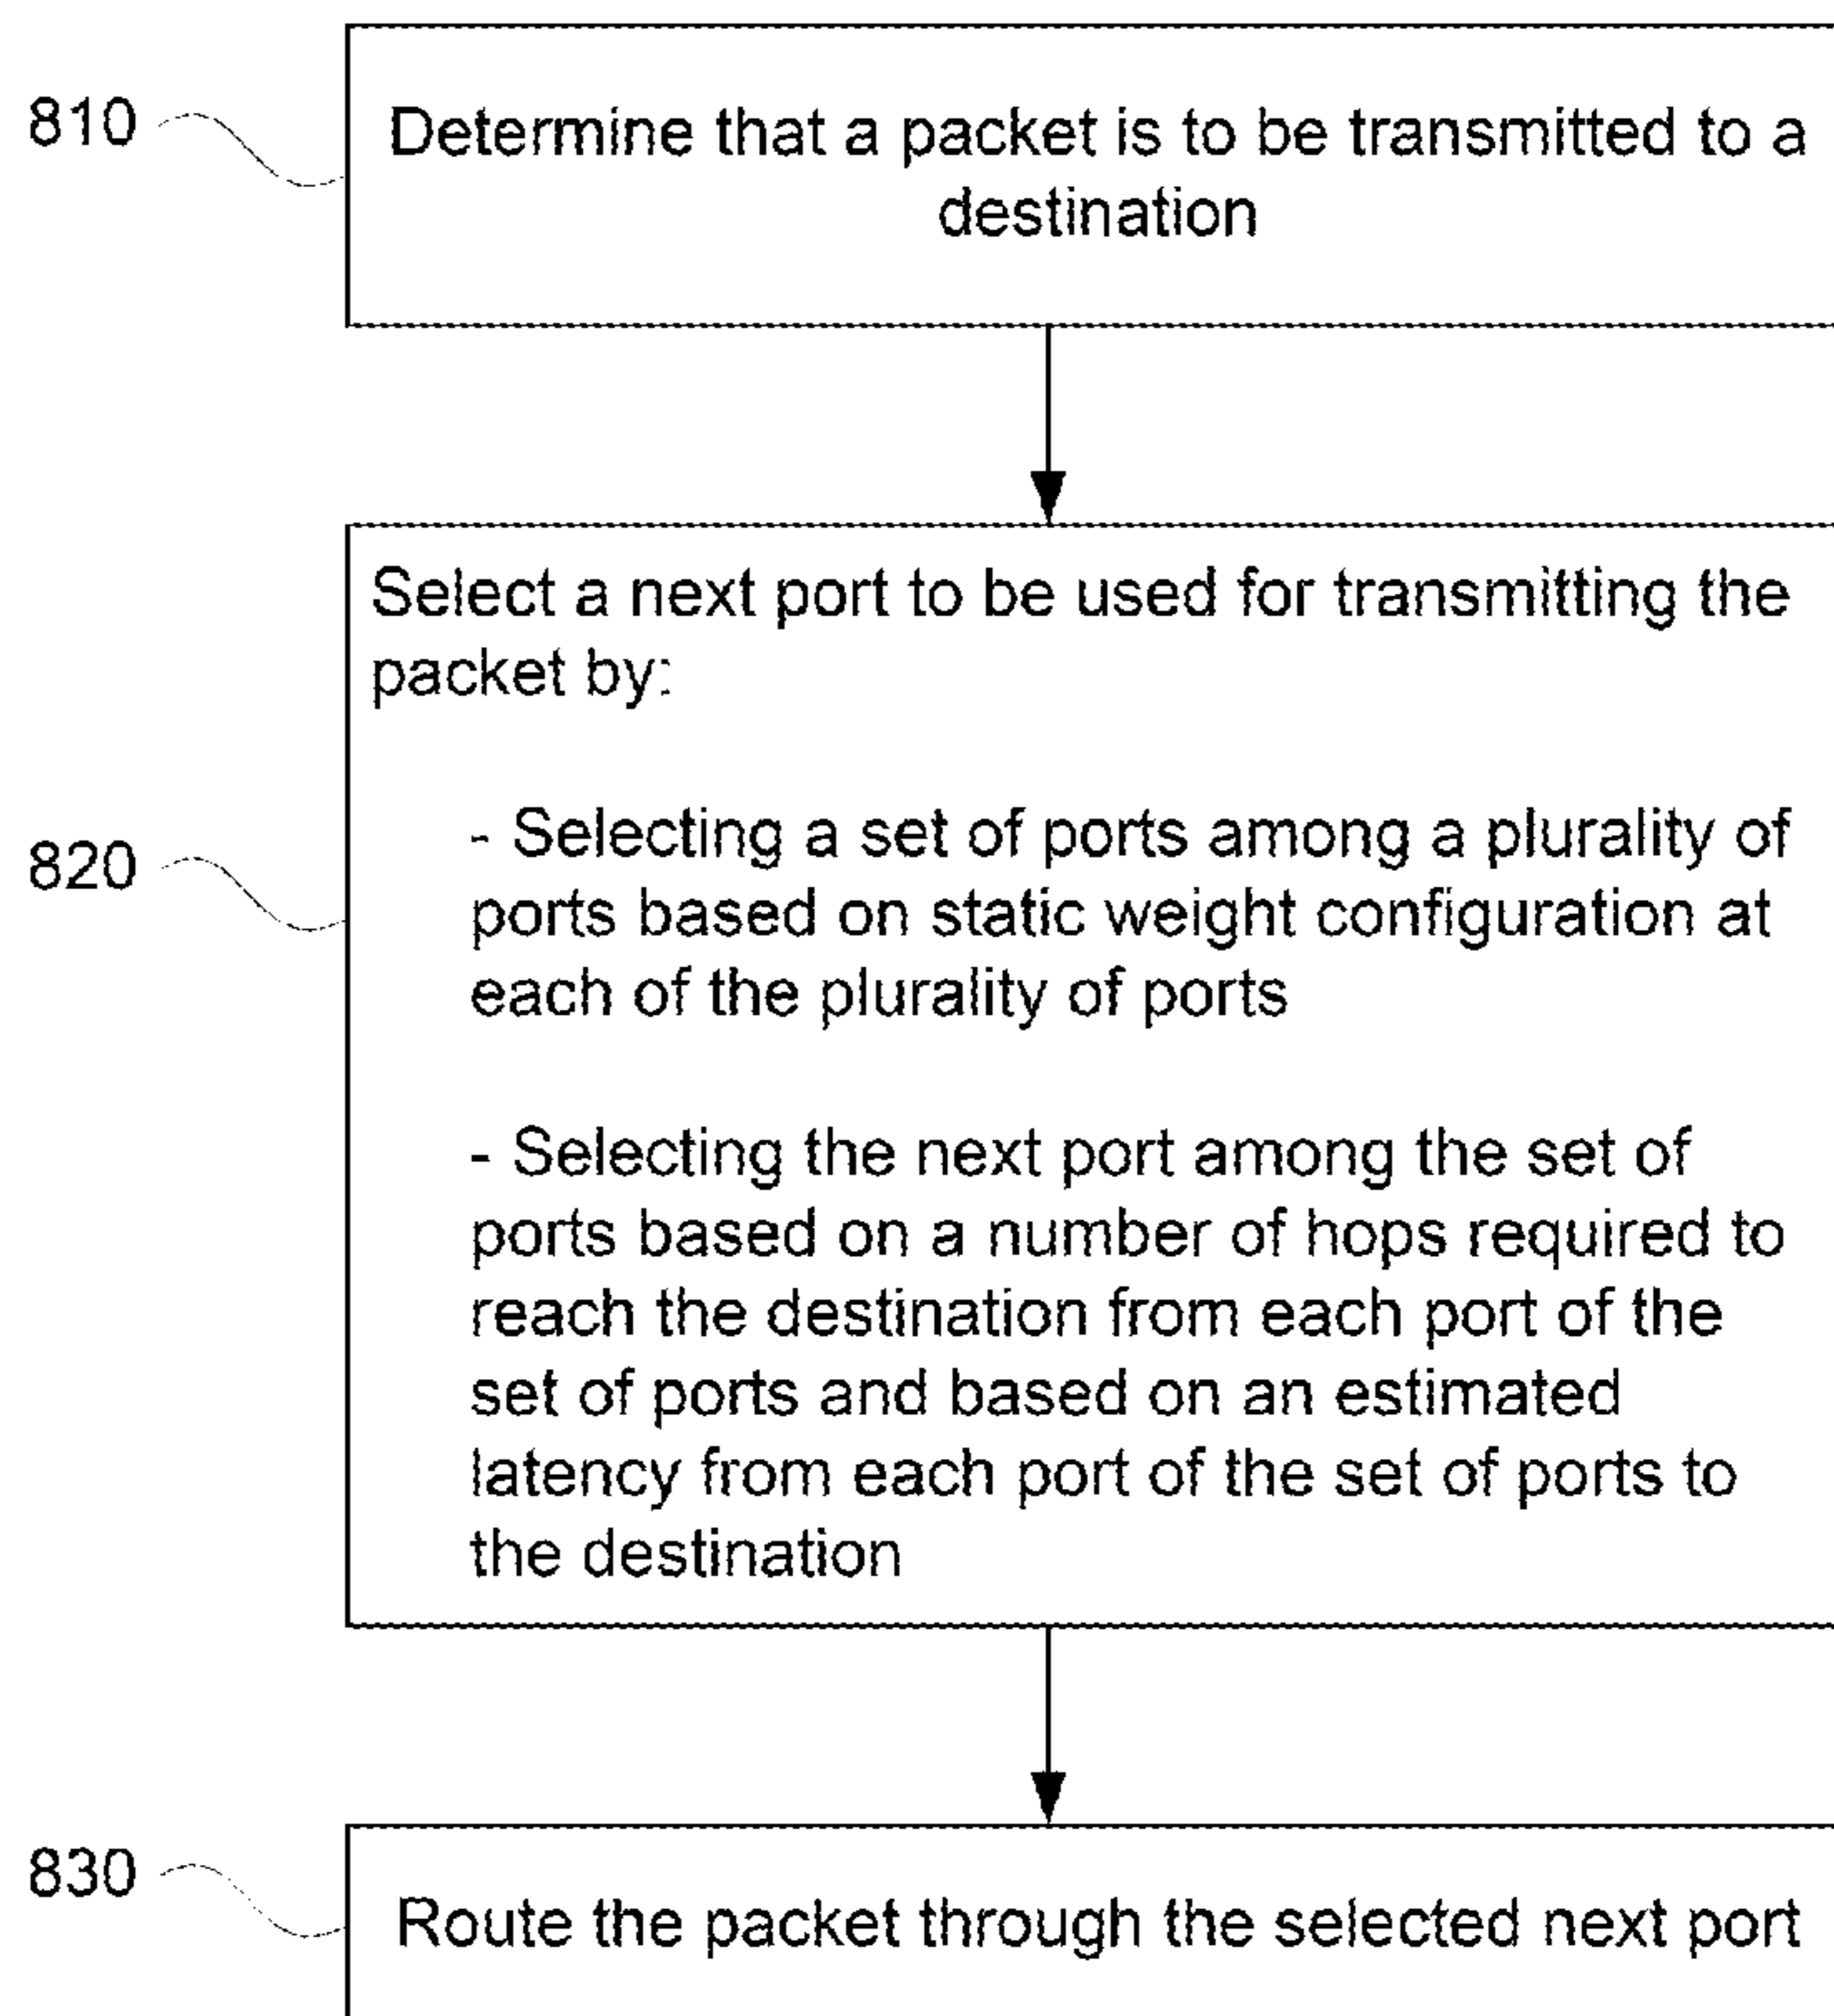 810
Determine that a packet is to be transmitted to a
destination
Select a next port to be used for transmitting the
packet by:
820
- Selecting a set of ports among a plurality of
ports based on static weight configuration at
each of the plurality of ports
- Selecting the next port among the set of
ports based on a number of hops required to
reach the destination from each port of the
set of ports and based on an estimated
latency from each port of the set of ports to
the destination
830
Route the packet through the selected next port